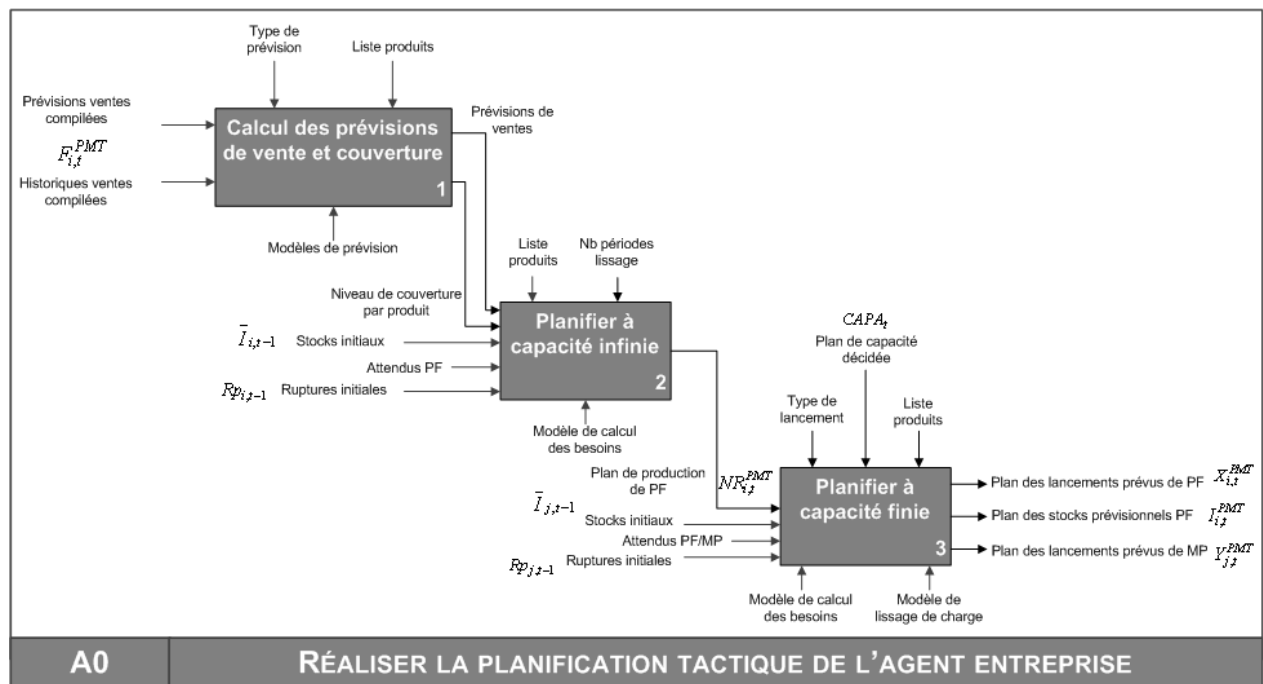 Type de
prévision
Liste produits
Prévisions ventes
compilées
F_{i,t}^{PMT}
Historiques ventes
compilées
Calcul des prévisions
de vente et couverture
1
Prévisions de
ventes
Modèles de prévision
Liste
produits
Nb périodes
lissage
Niveau de couverture
par produit
Ī_{i,t-1}
Stocks initiaux
Attendus PF
Rp_{i,t-1}
Ruptures initiales
Planifier à
capacité infinie
2
Modèle de calcul
des besoins
CAPA_t
Plan de capacité
décidée
Type de
lancement
Liste
produits
Plan de production
de PF
NR_{i,t}^{PMT}
Ī_{j,t-1}
Stocks initiaux
Attendus PF/MP
Rp_{j,t-1}
Ruptures initiales
Planifier à
capacité finie
3
Plan des lancements prévus de PF X_{i,t}^{PMT}
Plan des stocks prévisionnels PF I_{i,t}^{PMT}
Plan des lancements prévus de MP Y_{j,t}^{PMT}
Modèle de calcul
des besoins
Modèle de
lissage de charge
A0
RÉALISER LA PLANIFICATION TACTIQUE DE L'AGENT ENTREPRISE